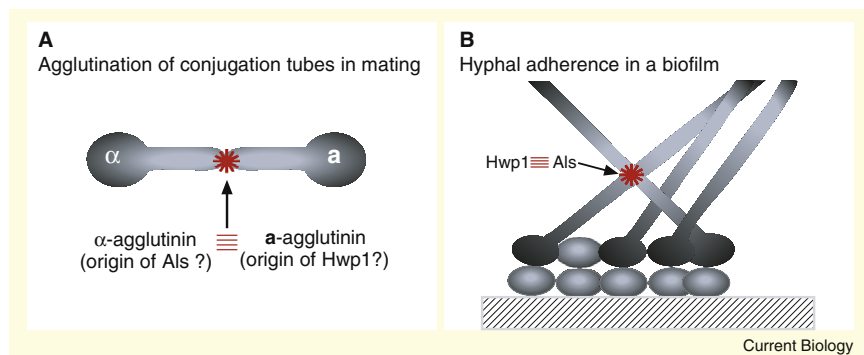 A
Agglutination of conjugation tubes in mating
α
a
α-agglutinin
(origin of Als ?)
a-agglutinin
(origin of Hwp1?)
B
Hyphal adherence in a biofilm
Hwp1 ≡ Als
Current Biology